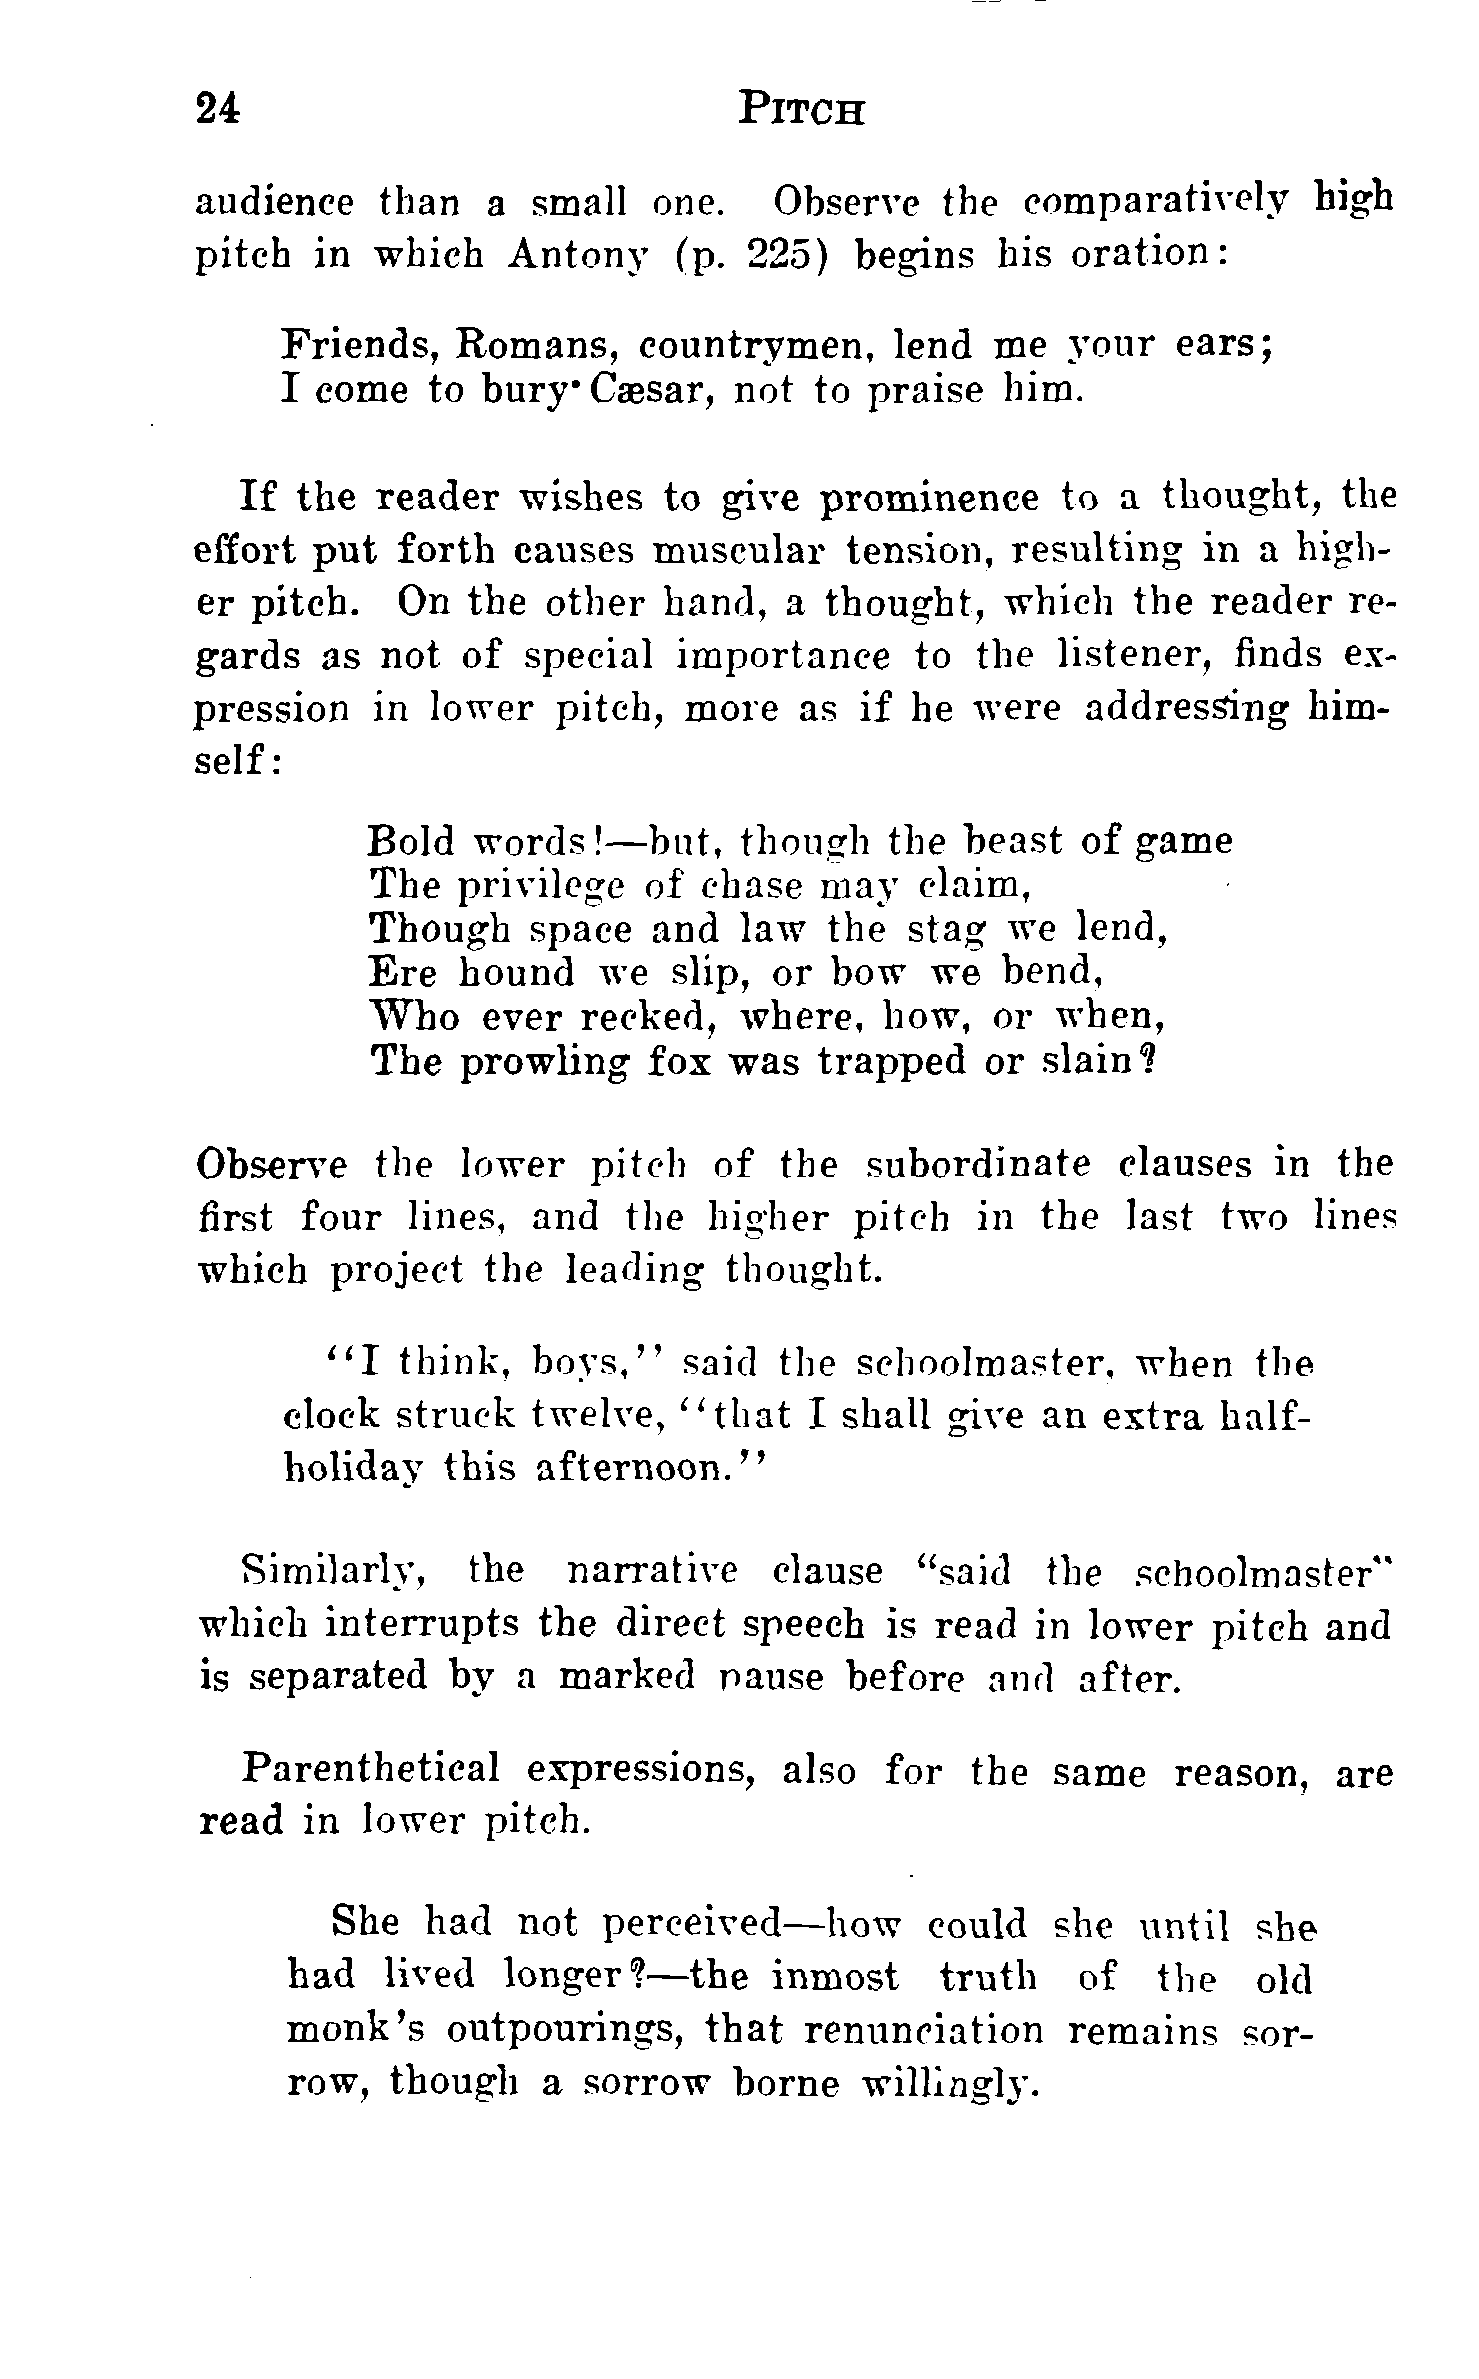 24 PITCH
audience than a small one. Observe the comparatively high
pitch in which Antony (p. 225) begins his oration:
Friends, Romans, countrymen, lend me your ears;
I come to bury Cæsar, not to praise him.
If the reader wishes to give prominence to a thought, the
effort put forth causes muscular tension, resulting in a high-
er pitch. On the other hand, a thought, which the reader re-
gards as not of special importance to the listener, finds ex-
pression in lower pitch, more as if he were addressing him-
self:
Bold words!—but, though the beast of game
The privilege of chase may claim,
Though space and law the stag we lend,
Ere hound we slip, or bow we bend,
Who ever recked, where, how, or when,
The prowling fox was trapped or slain?
Observe the lower pitch of the subordinate clauses in the
first four lines, and the higher pitch in the last two lines
which project the leading thought.
"I think, boys," said the schoolmaster, when the
clock struck twelve, "that I shall give an extra half-
holiday this afternoon."
Similarly, the narrative clause "said the schoolmaster"
which interrupts the direct speech is read in lower pitch and
is separated by a marked pause before and after.
Parenthetical expressions, also for the same reason, are
read in lower pitch.
She had not perceived—how could she until she
had lived longer?—the inmost truth of the old
monk's outpourings, that renunciation remains sor-
row, though a sorrow borne willingly.